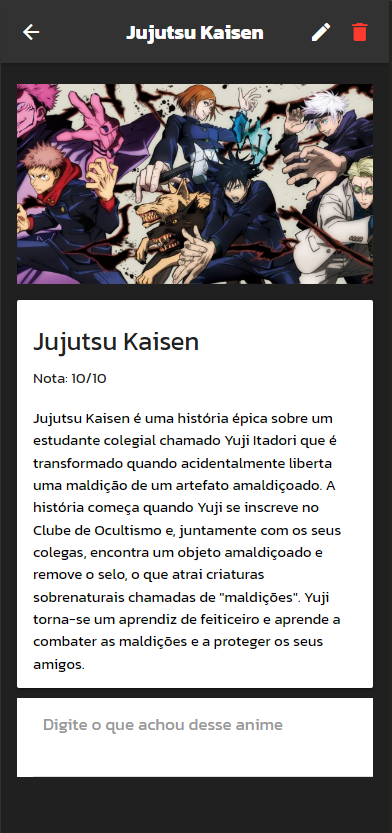 Jujutsu Kaisen
Jujutsu Kaisen
Nota: 10/10
Jujutsu Kaisen é uma história épica sobre um
estudante colegial chamado Yuji Itadori que é
transformado quando acidentalmente liberta
uma maldição de um artefato amaldiçoado. A
história começa quando Yuji se inscreve no
Clube de Ocultismo e, juntamente com os seus
colegas, encontra um objeto amaldiçoado e
remove o selo, o que atrai criaturas
sobrenaturais chamadas de "maldições". Yuji
torna-se um aprendiz de feiticeiro e aprende a
combater as maldições e a proteger os seus
amigos.
Digite o que achou desse anime